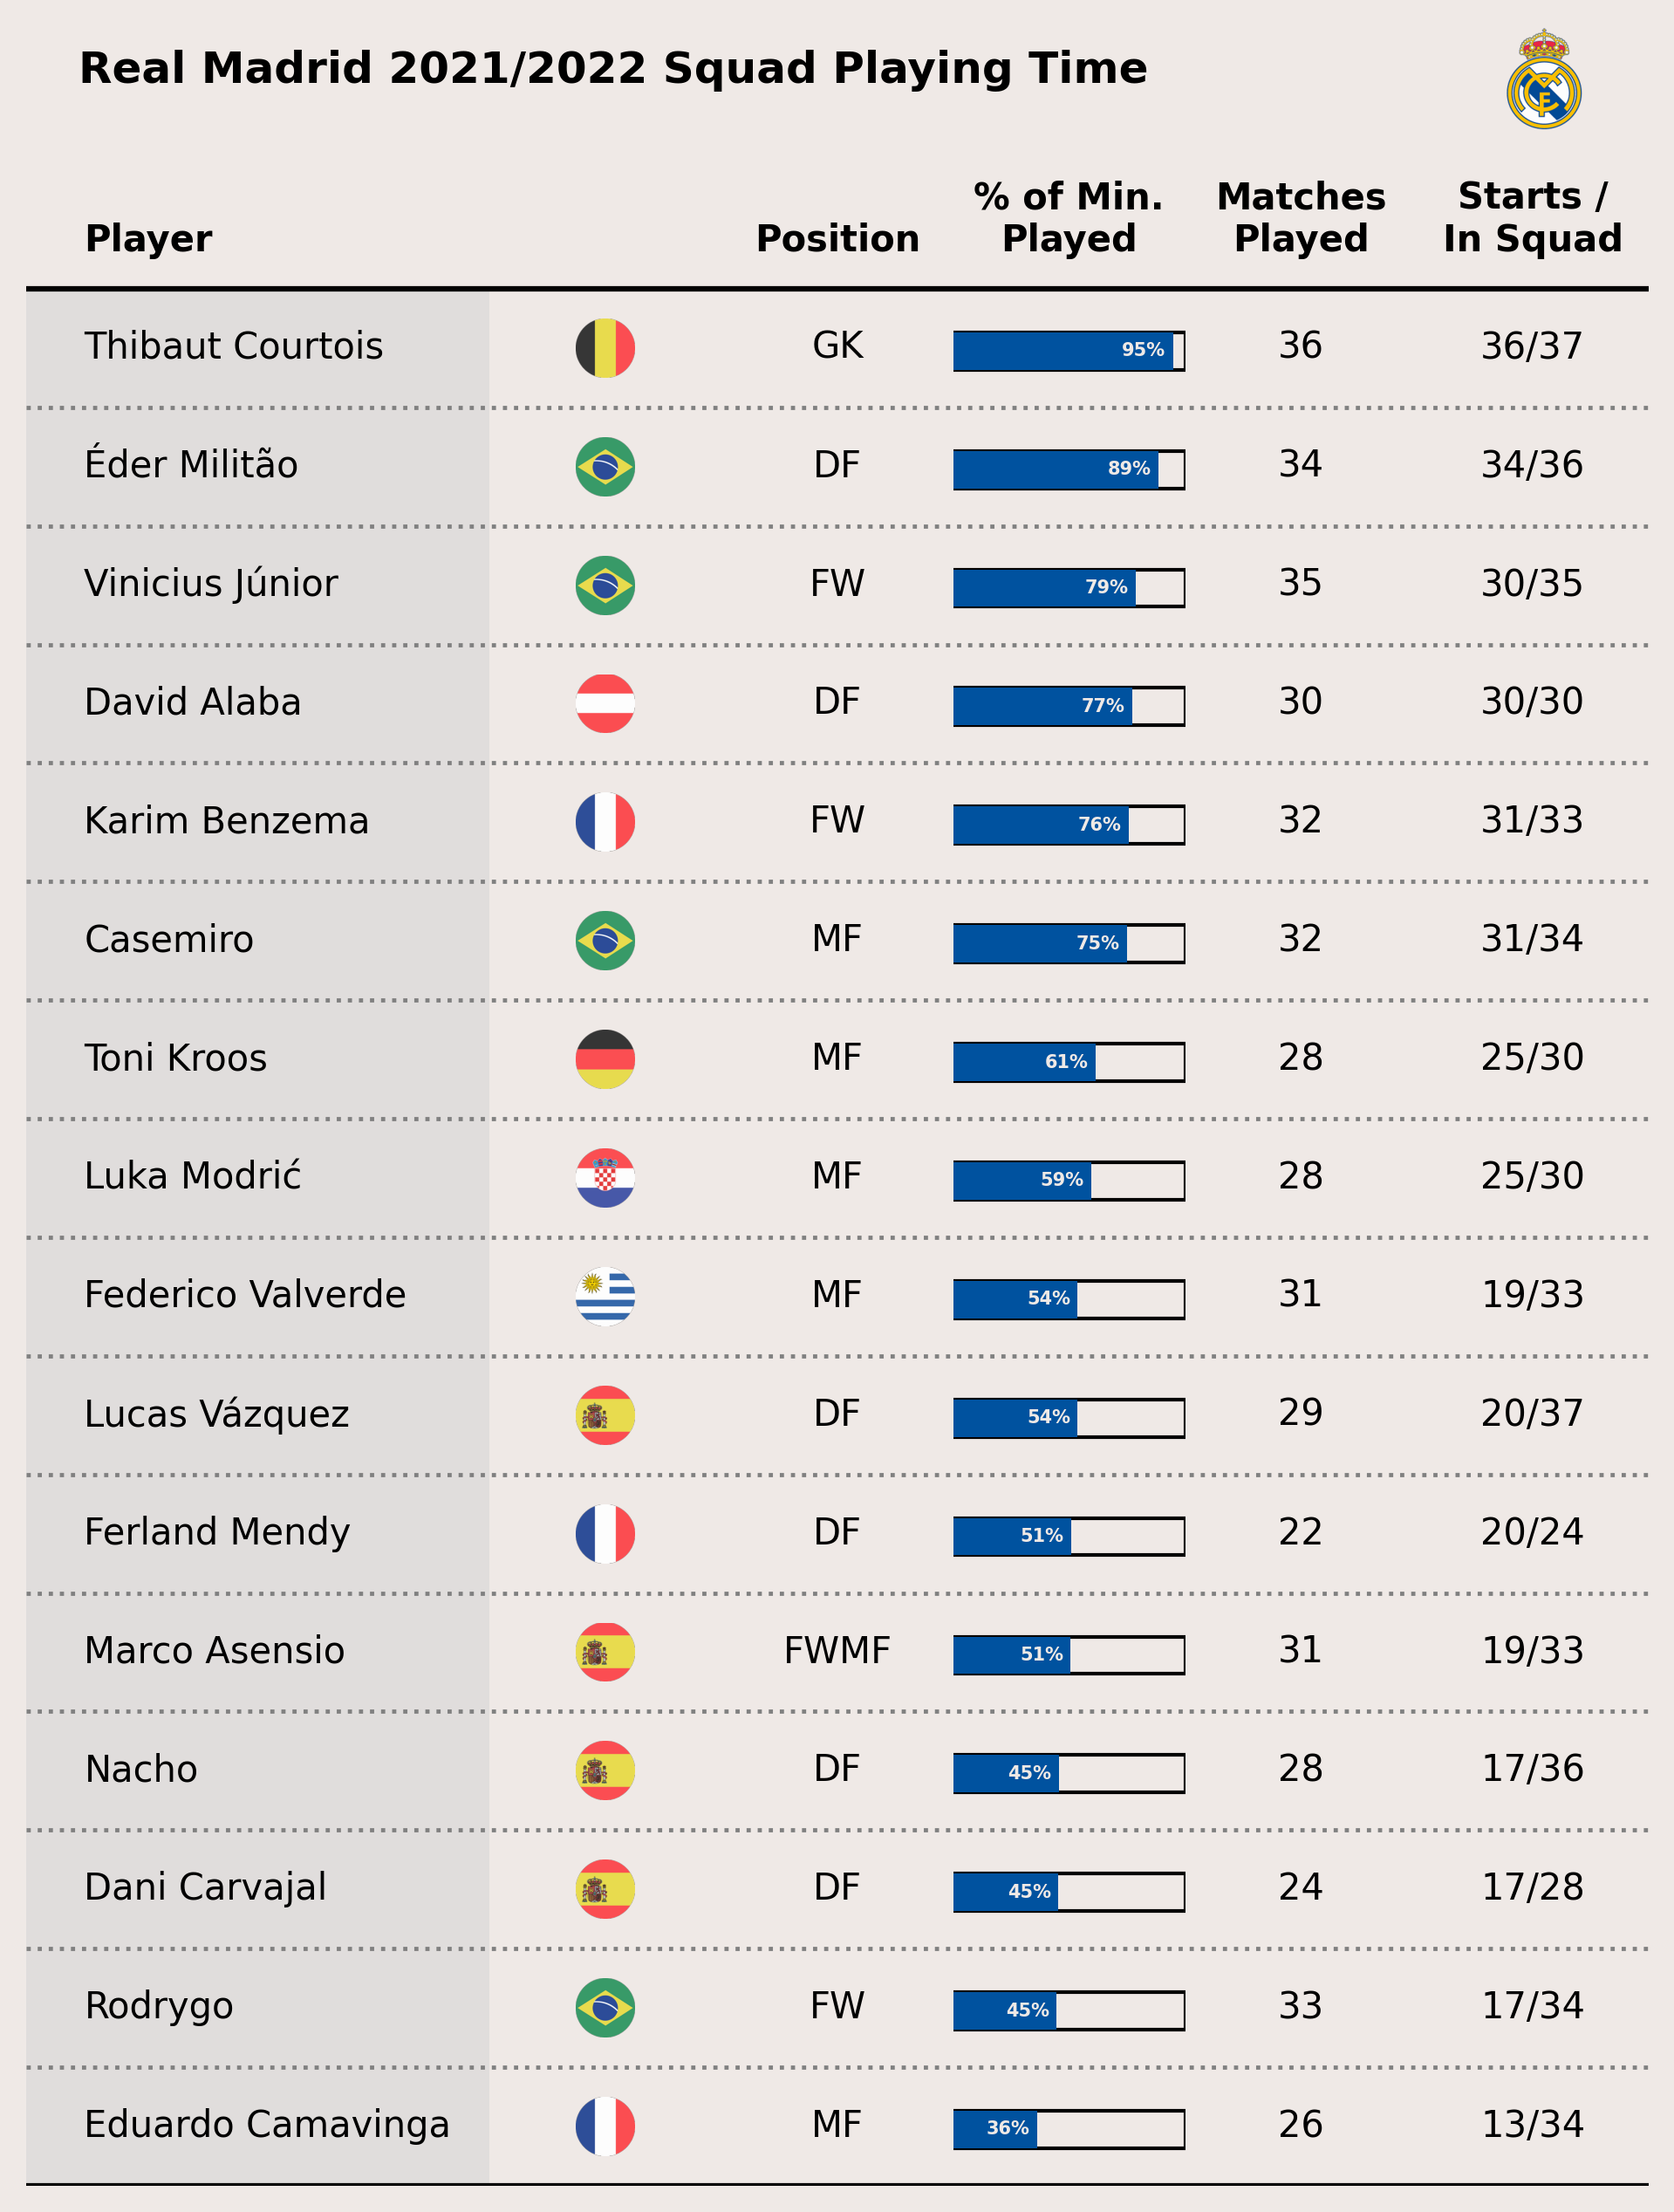 Real Madrid 2021/2022 Squad Playing Time
Player Position % of Min. Played Matches Played Starts / In Squad
Thibaut Courtois GK 95% 36 36/37
Éder Militão DF 89% 34 34/36
Vinicius Júnior FW 79% 35 30/35
David Alaba DF 77% 30 30/30
Karim Benzema FW 76% 32 31/33
Casemiro MF 75% 32 31/34
Toni Kroos MF 61% 28 25/30
Luka Modrić MF 59% 28 25/30
Federico Valverde MF 54% 31 19/33
Lucas Vázquez DF 54% 29 20/37
Ferland Mendy DF 51% 22 20/24
Marco Asensio FWMF 51% 31 19/33
Nacho DF 45% 28 17/36
Dani Carvajal DF 45% 24 17/28
Rodrygo FW 45% 33 17/34
Eduardo Camavinga MF 36% 26 13/34